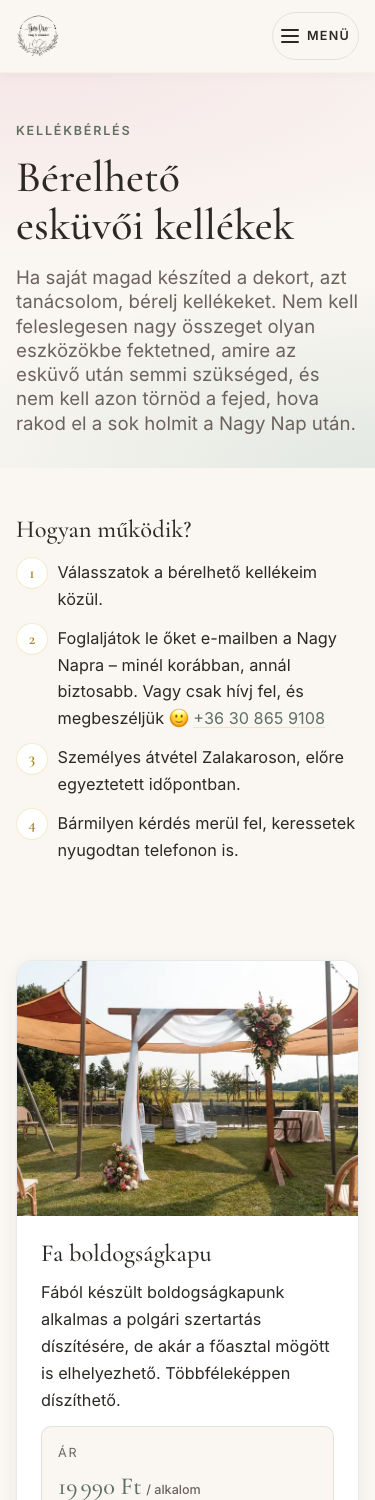 MENÜ
KELLÉKBÉRLÉS
Bérelhető
esküvői kellékek
Ha saját magad készíted a dekort, azt
tanácsolom, bérelj kellékeket. Nem kell
feleslegesen nagy összeget olyan
eszközökbe fektetned, amire az
esküvő után semmi szükséged, és
nem kell azon törnöd a fejed, hova
rakod el a sok holmit a Nagy Nap után.
Hogyan működik?
1 Válasszatok a bérelhető kellékeim
közül.
2 Foglaljátok le őket e-mailben a Nagy
Napra – minél korábban, annál
biztosabb. Vagy csak hívj fel, és
megbeszéljük 🙂 +36 30 865 9108
3 Személyes átvétel Zalakaroson, előre
egyeztetett időpontban.
4 Bármilyen kérdés merül fel, keressetek
nyugodtan telefonon is.
Fa boldogságkapu
Fából készült boldogságkapunk
alkalmas a polgári szertartás
díszítésére, de akár a főasztal mögött
is elhelyezhető. Többféleképpen
díszíthető.
ÁR
19 990 Ft / alkalom